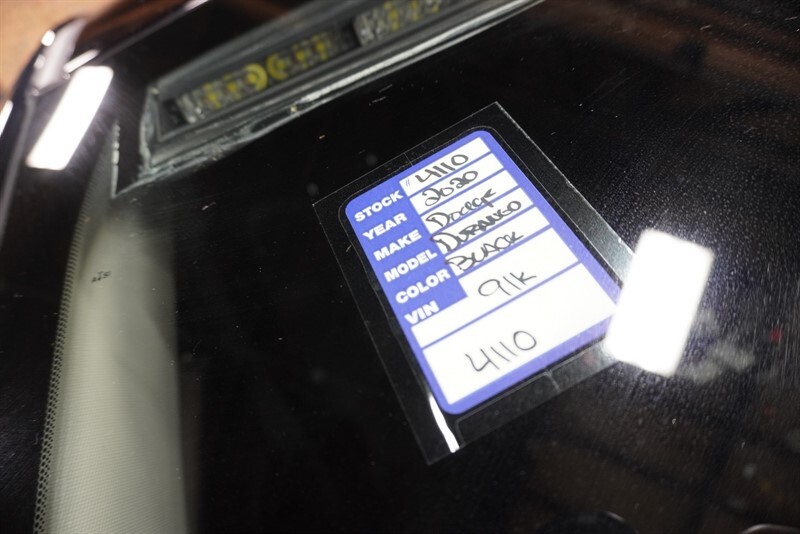 STOCK # 4110
YEAR 2020
MAKE Dodge
MODEL DURANGO
COLOR BLACK
VIN 91K
4110